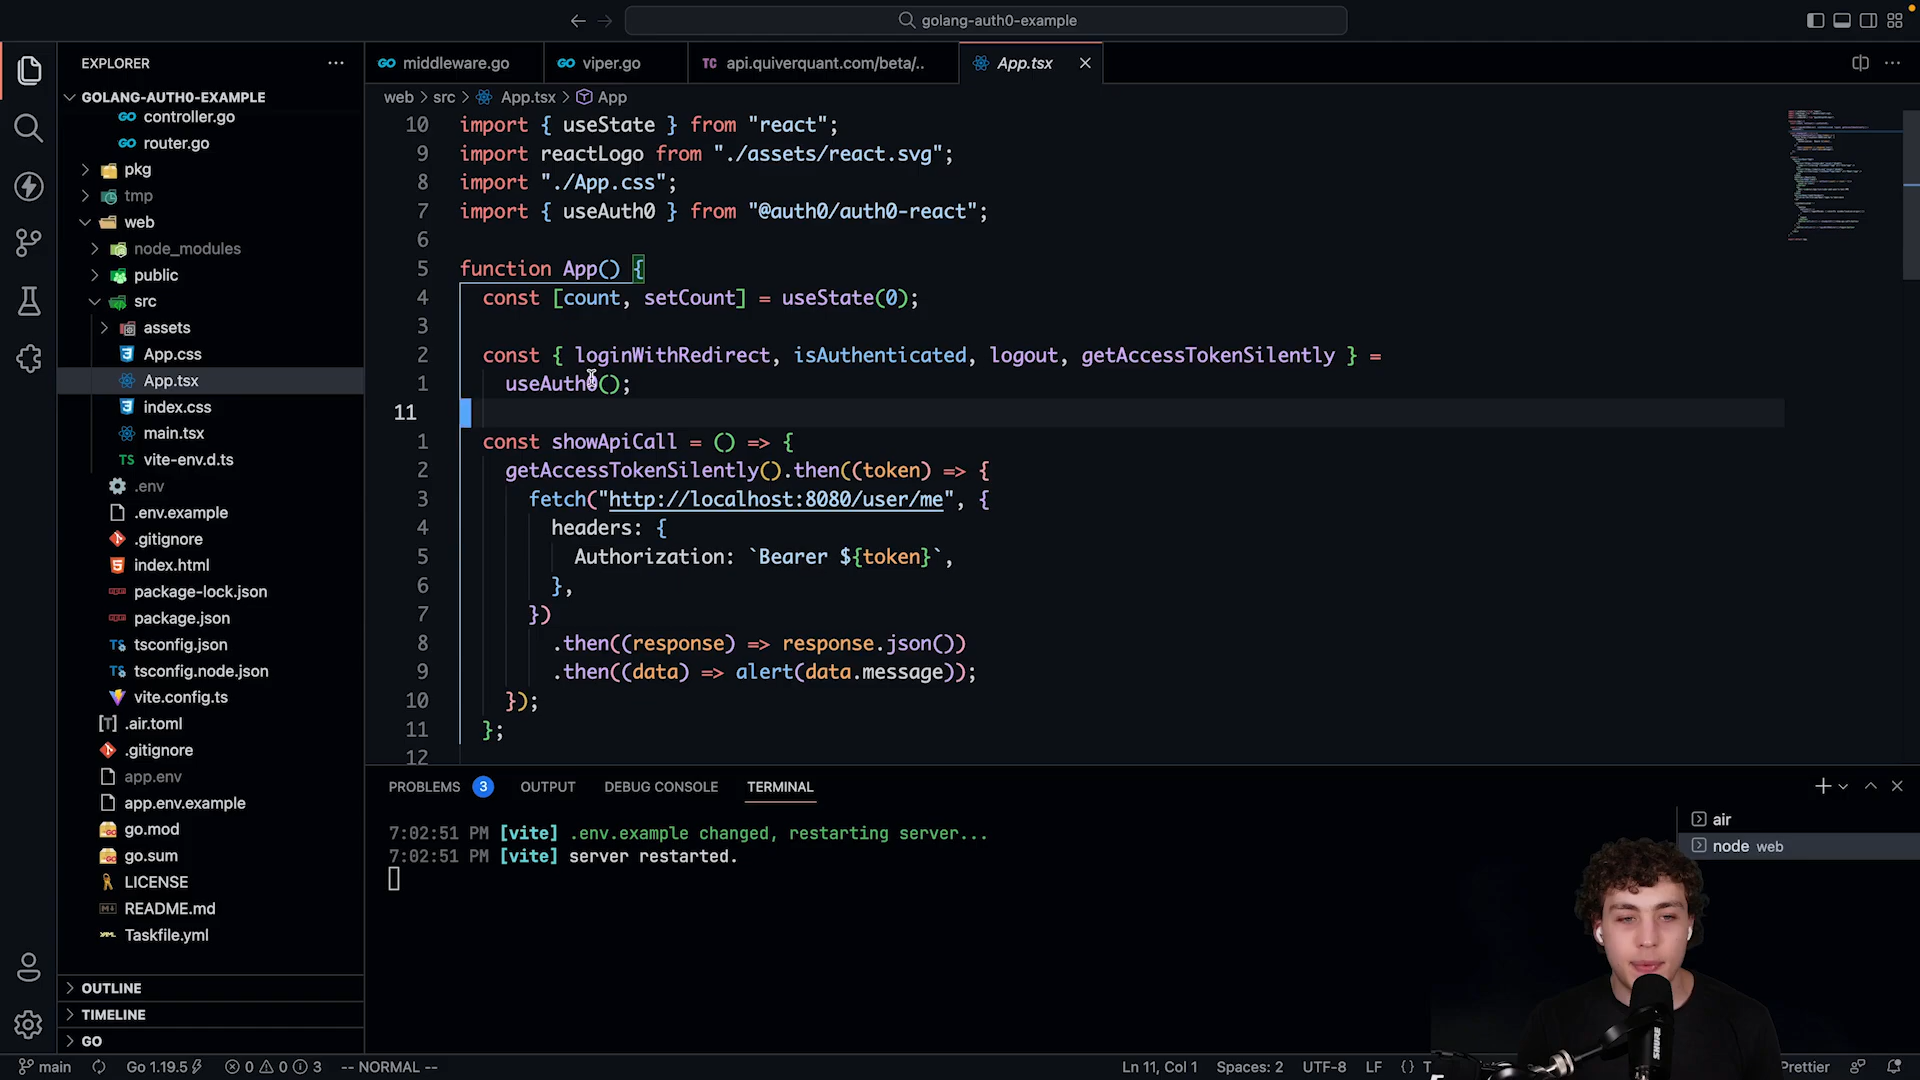 golang-auth0-example
EXPLORER
GOLANG-AUTH0-EXAMPLE
controller.go
router.go
pkg
tmp
web
node_modules
public
src
assets
App.css
App.tsx
index.css
main.tsx
TS vite-env.d.ts
.env
.env.example
.gitignore
index.html
package-lock.json
package.json
tsconfig.json
tsconfig.node.json
vite.config.ts
.air.toml
.gitignore
app.env
app.env.example
go.mod
go.sum
LICENSE
README.md
Taskfile.yml
OUTLINE
TIMELINE
GO
middleware.go
viper.go
TC api.quiverquant.com/beta/..
App.tsx
web > src > App.tsx > App
10 import { useState } from "react";
9 import reactLogo from "./assets/react.svg";
8 import "./App.css";
7 import { useAuth0 } from "@auth0/auth0-react";
6
5 function App() {
4 const [count, setCount] = useState(0);
3
2 const { loginWithRedirect, isAuthenticated, logout, getAccessTokenSilently } =
1 useAuth0();
11
1 const showApiCall = () => {
2 getAccessTokenSilently().then((token) => {
3 fetch("http://localhost:8080/user/me", {
4 headers: {
5 Authorization: `Bearer ${token}`,
6 },
7 })
8 .then((response) => response.json())
9 .then((data) => alert(data.message));
10 });
11 };
12
PROBLEMS 3 OUTPUT DEBUG CONSOLE TERMINAL
7:02:51 PM [vite] .env.example changed, restarting server...
7:02:51 PM [vite] server restarted.
air
node web
main Go 1.19.5 0 0 3 -- NORMAL --
Ln 11, Col 1 Spaces: 2 UTF-8 LF {} Prettier